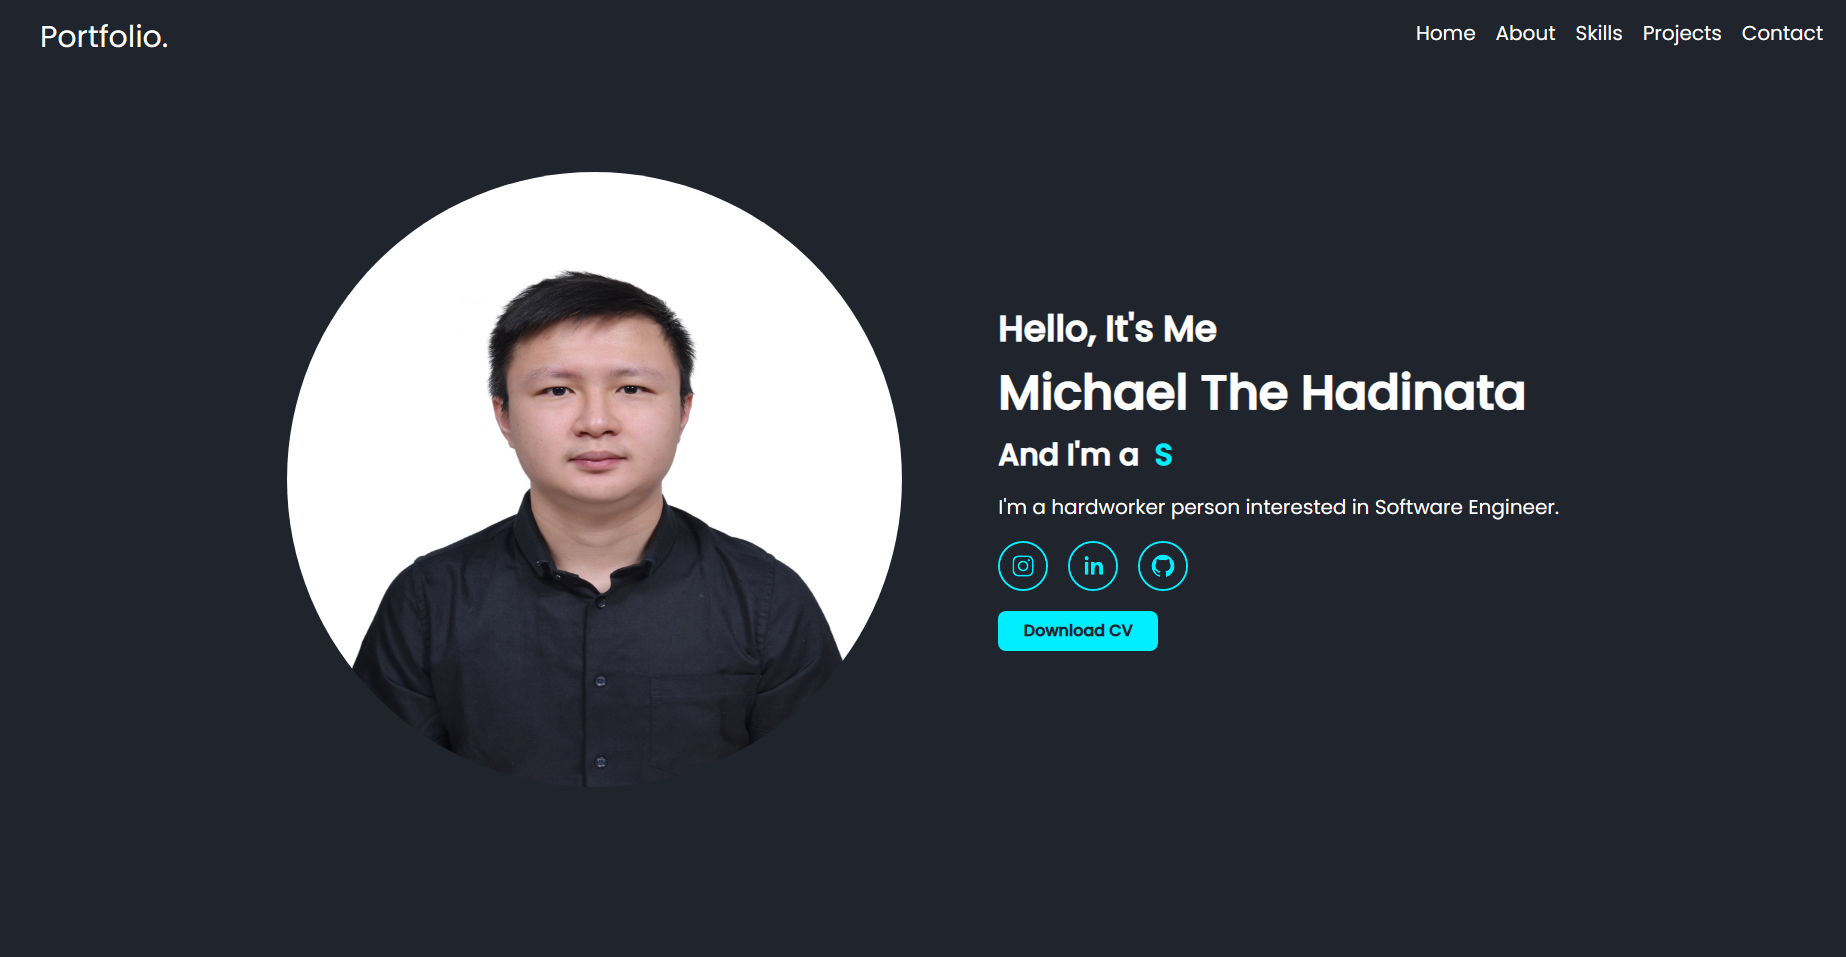 Portfolio.
Home About Skills Projects Contact
Hello, It's Me
Michael The Hadinata
And I'm a S
I'm a hardworker person interested in Software Engineer.
in
Download CV